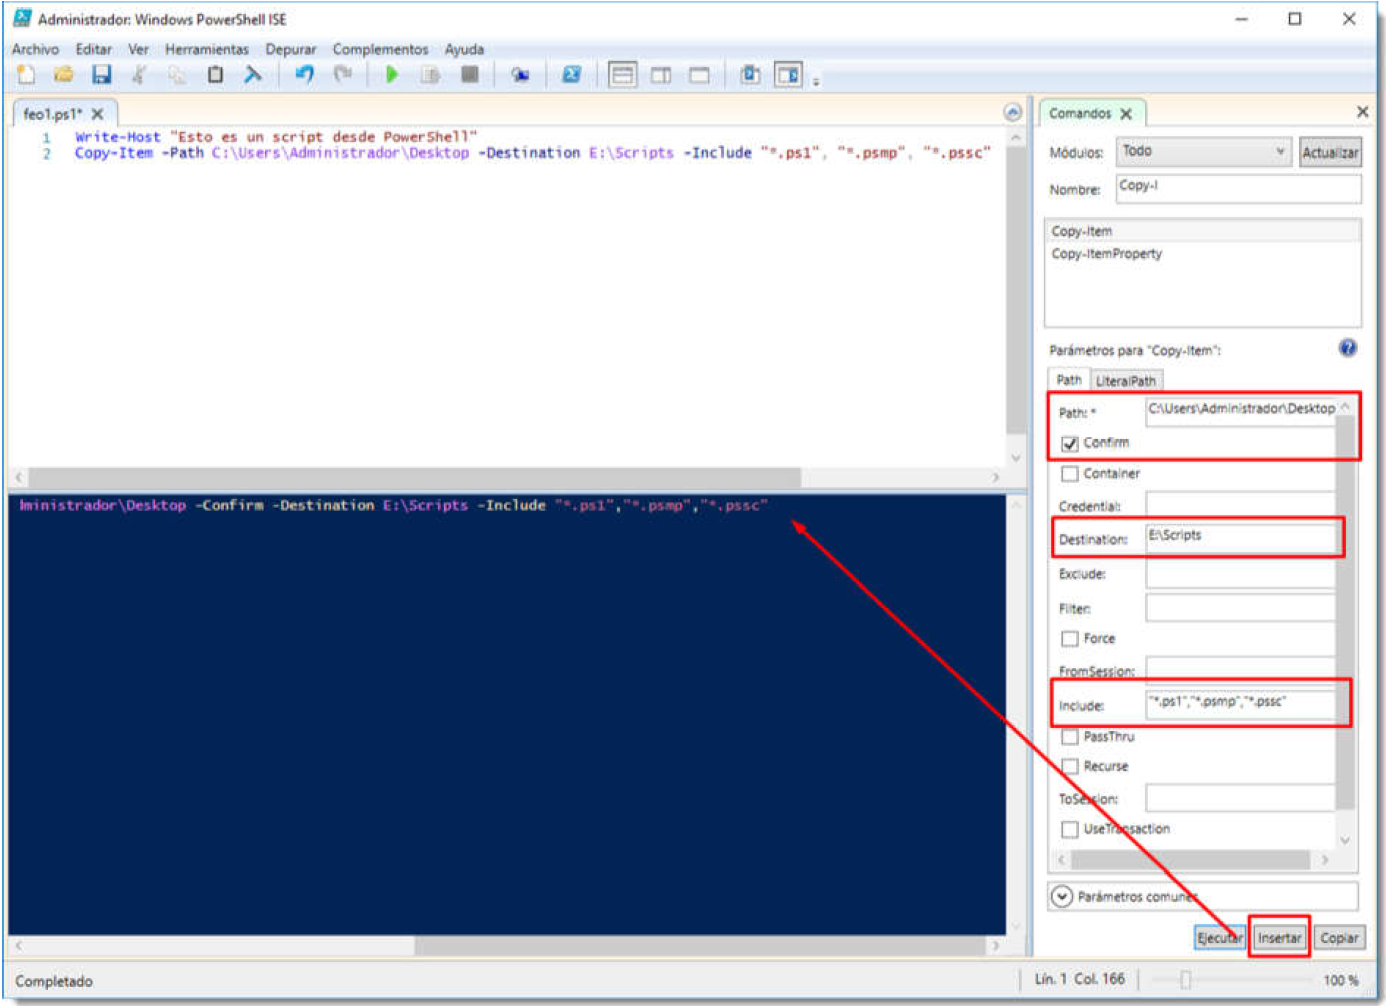 Administrador: Windows PowerShell ISE
Archivo Editar Ver Herramientas Depurar Complementos Ayuda
feo1.ps1* X
1 Write-Host "Esto es un script desde PowerShell"
2 Copy-Item -Path C:\Users\Administrador\Desktop -Destination E:\Scripts -Include "*.ps1", "*.psmp", "*.pssc"
lministrador\Desktop -Confirm -Destination E:\Scripts -Include "*.ps1","*.psmp","*.pssc"
Comandos X
Módulos: Todo Actualizar
Nombre: Copy-I
Copy-Item
Copy-ItemProperty
Parámetros para "Copy-Item":
Path LiteralPath
Path: * C:\Users\Administrador\Desktop
Confirm
Container
Credential:
Destination: E:\Scripts
Exclude:
Filter:
Force
FromSession:
Include: "*.ps1","*.psmp","*.pssc"
PassThru
Recurse
ToSession:
UseTransaction
Parámetros comunes
Ejecutar Insertar Copiar
Completado Lín. 1 Col. 166 100 %